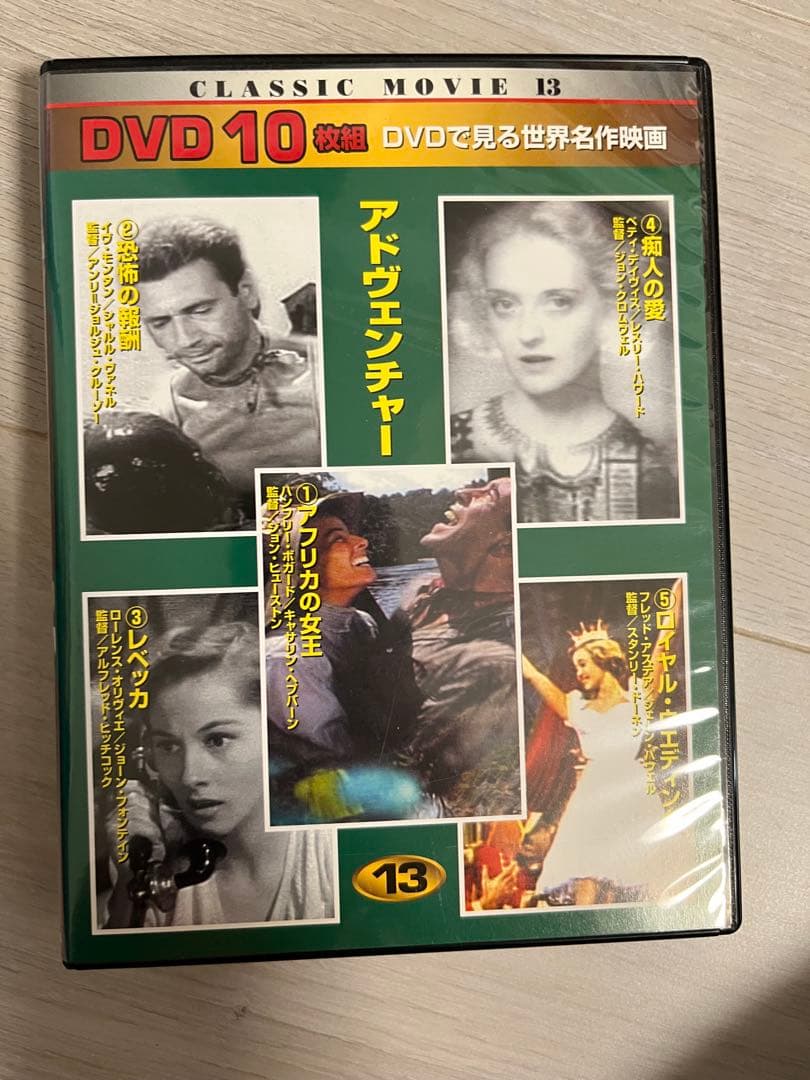 CLASSIC MOVIE 13
DVD10枚組 DVDで見る世界名作映画
アドヴェンチャー
①アフリカの女王
ハンフリー・ボガード/キャサリン・ヘプバーン
監督/ジョン・ヒューストン
②恐怖の報酬
イヴ・モンタン/シャルル・ヴァネル
監督/アンリ=ジョルジュ・クルーゾー
③レベッカ
ローレンス・オリヴィエ/ジョーン・フォンテイン
監督/アルフレッド・ヒッチコック
④痴人の愛
ベティ・デイヴィス/レスリー・ハワード
監督/ジョン・クロムウェル
⑤ロイヤル・ウエディング
フレッド・アステア/ジェーン・パウエル
監督/スタンリー・ドーネン
13